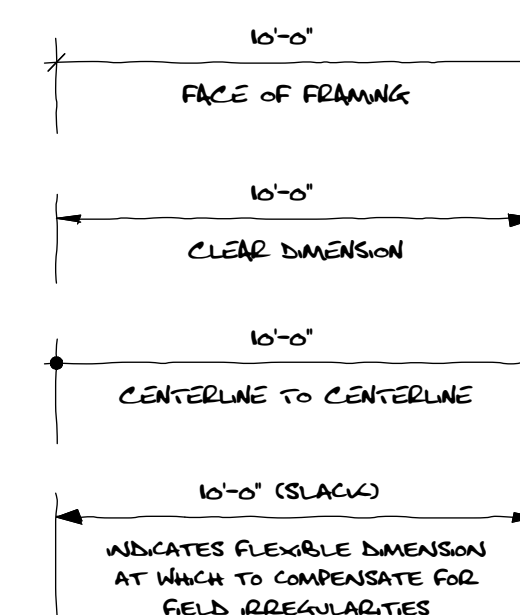 10'-0"
FACE OF FRAMING
10'-0"
CLEAR DIMENSION
10'-0"
CENTERLINE TO CENTERLINE
10'-0" (SLACK)
INDICATES FLEXIBLE DIMENSION
AT WHICH TO COMPENSATE FOR
FIELD IRREGULARITIES